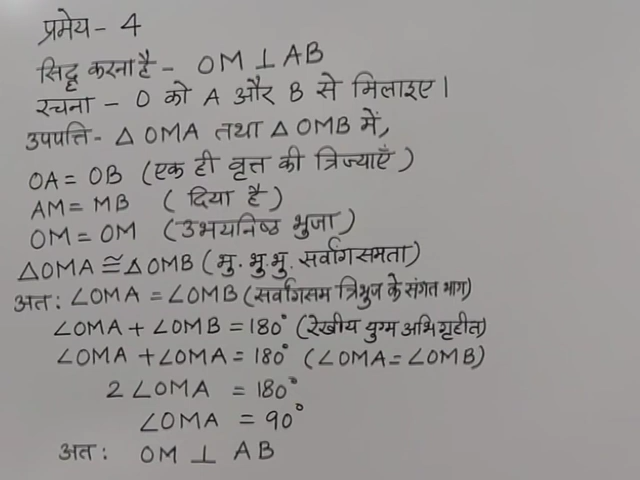 प्रमेय - 4
सिद्ध करना है - OM ⊥ AB
रचना - O को A और B से मिलाइए।
उपपत्ति - △ OMA तथा △ OMB में,
OA = OB (एक ही वृत्त की त्रिज्याएँ)
AM = MB (दिया है)
OM = OM (उभयनिष्ठ भुजा)
△OMA ≅ △OMB (भु. भु. भु. सर्वांगसमता)
अत: ∠OMA = ∠OMB (सर्वांगसम त्रिभुज के संगत भाग)
∠OMA + ∠OMB = 180° (रेखीय युग्म अभिगृहीत)
∠OMA + ∠OMA = 180° (∠OMA = ∠OMB)
2 ∠OMA = 180°
∠OMA = 90°
अत: OM ⊥ AB